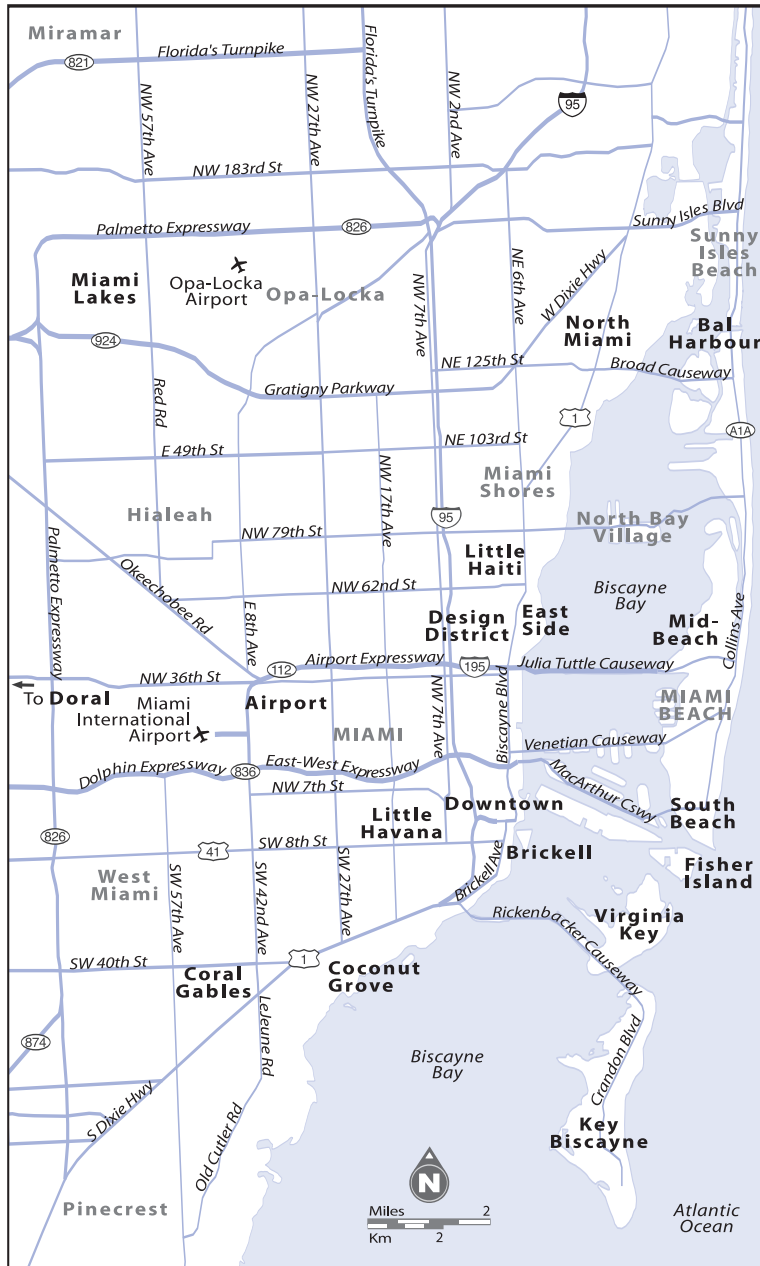 Miramar
Florida's Turnpike
821
Florida's Turnpike
NW 57th Ave
NW 27th Ave
NW 2nd Ave
95
NW 183rd St
Palmetto Expressway
826
Sunny Isles Blvd
Sunny
Isles
Beach
Miami
Lakes
Opa-Locka
Airport
Opa-Locka
NW 7th Ave
NE 6th Ave
W Dixie Hwy
North
Miami
Bal
Harbour
924
NE 125th St
Broad Causeway
Gratigny Parkway
Red Rd
1
A1A
E 49th St
NE 103rd St
Miami
Shores
NW 17th Ave
Hialeah
95
North Bay
Village
NW 79th St
Palmetto Expressway
Okeechobee Rd
Little
Haiti
NW 62nd St
Biscayne
Bay
E 8th Ave
Design
District
East
Side
Mid-
Beach
Collins Ave
Airport Expressway
112
195
Julia Tuttle Causeway
NW 36th St
To Doral
Miami
International
Airport
Airport
MIAMI
NW 7th Ave
Biscayne Blvd
MIAMI
BEACH
Venetian Causeway
Dolphin Expressway
836
East-West Expressway
MacArthur Cswy
NW 7th St
Little
Havana
Downtown
South
Beach
826
41
SW 8th St
Brickell
Fisher
Island
West
Miami
SW 57th Ave
SW 42nd Ave
SW 27th Ave
Brickell Ave
Rickenbacker Causeway
Virginia
Key
SW 40th St
1
Coral
Gables
Coconut
Grove
LeJeune Rd
874
Biscayne
Bay
Crandon Blvd
S Dixie Hwy
Old Cutler Rd
Key
Biscayne
Pinecrest
N
Miles 2
Km 2
Atlantic
Ocean